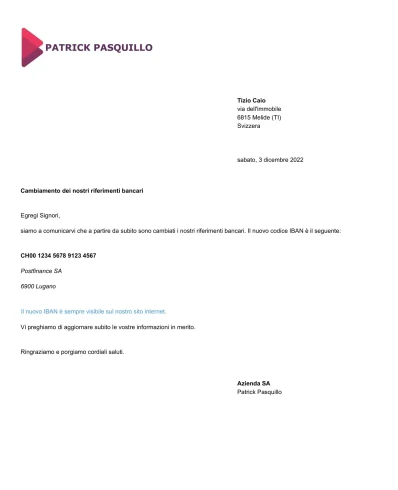 PATRICK PASQUILLO
Tizio Caio
via dell'immobile
6815 Melide (TI)
Svizzera
sabato, 3 dicembre 2022
Cambiamento dei nostri riferimenti bancari
Egregi Signori,
siamo a comunicarvi che a partire da subito sono cambiati i nostri riferimenti bancari. Il nuovo codice IBAN è il seguente:
CH00 1234 5678 9123 4567
Postfinance SA
6900 Lugano
Il nuovo IBAN è sempre visibile sul nostro sito internet.
Vi preghiamo di aggiornare subito le vostre informazioni in merito.
Ringraziamo e porgiamo cordiali saluti.
Azienda SA
Patrick Pasquillo